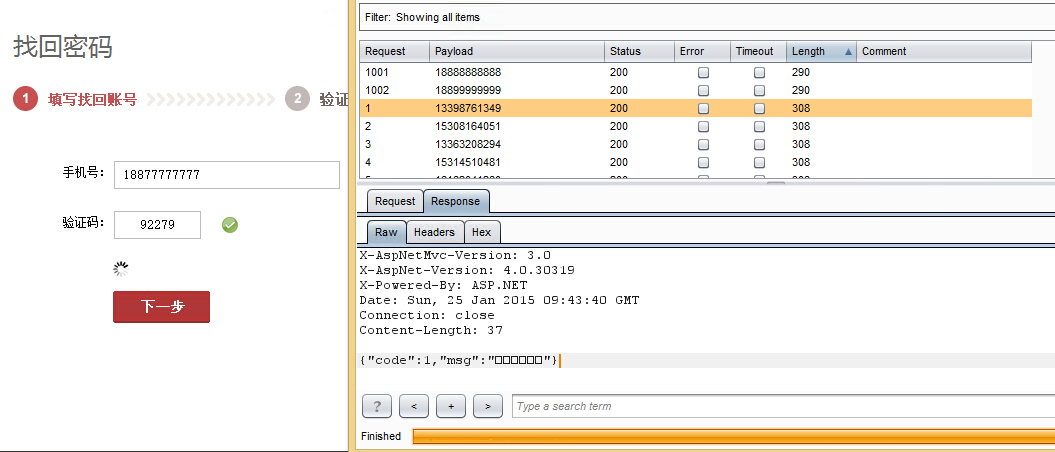 找回密码
1 填写找回账号 2 验证
手机号： 18877777777
验证码： 92279
下一步
Filter: Showing all items
Request Payload Status Error Timeout Length Comment
1001 18888888888 200 290
1002 18899999999 200 290
1 13398761349 200 308
2 15308164051 200 308
3 13363208294 200 308
4 15314510481 200 308
Request Response
Raw Headers Hex
X-AspNetMvc-Version: 3.0
X-AspNet-Version: 4.0.30319
X-Powered-By: ASP.NET
Date: Sun, 25 Jan 2015 09:43:40 GMT
Connection: close
Content-Length: 37
{"code":1,"msg":"□□□□□□"}
? < + > Type a search term
Finished